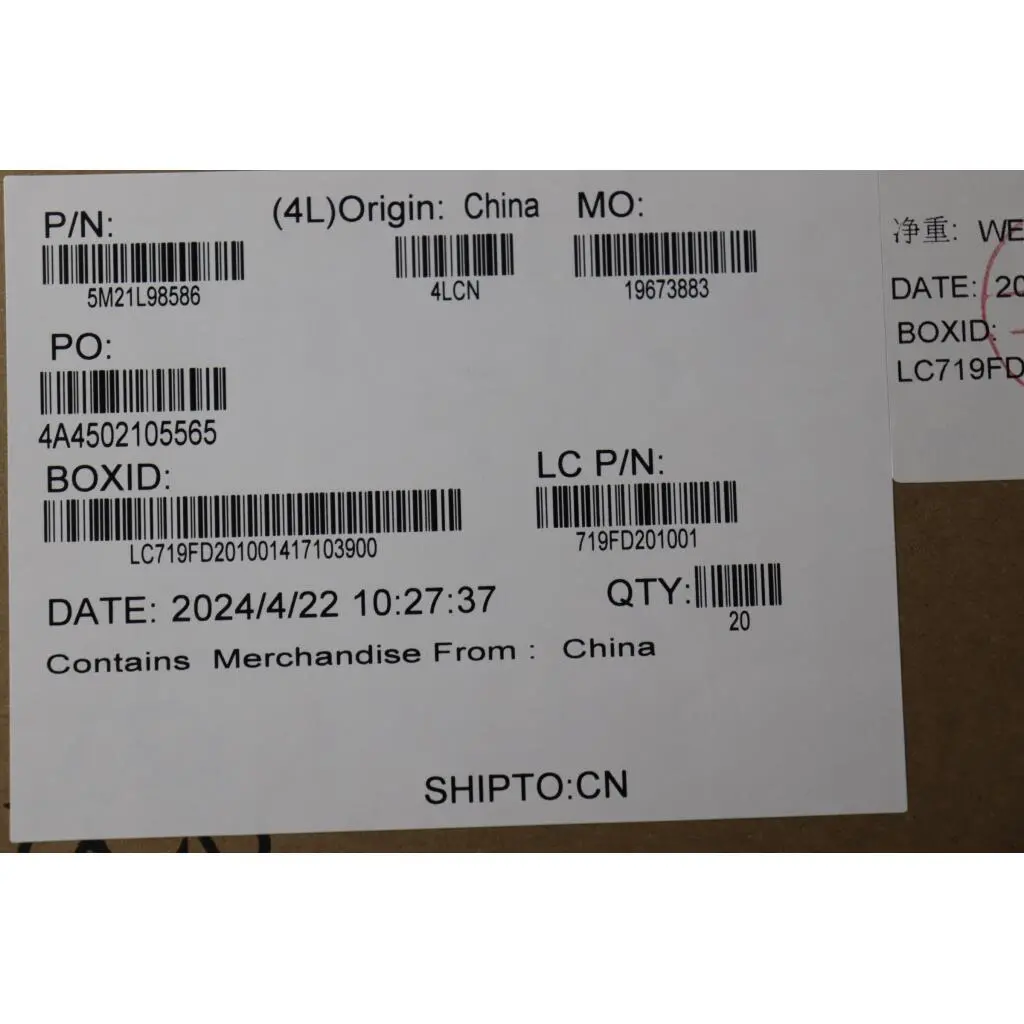 P/N:
5M21L98586
(4L)Origin: China
4LCN
MO:
19673883
PO:
4A4502105565
BOXID:
LC719FD201001417103900
LC P/N:
719FD201001
DATE: 2024/4/22 10:27:37
QTY:
20
Contains Merchandise From : China
SHIPTO:CN
净重: WE
DATE: 20
BOXID:
LC719FD